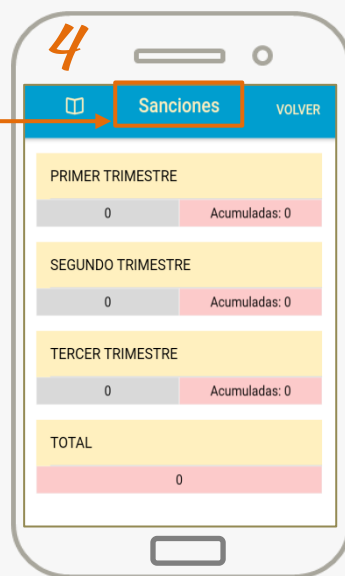 4
Sanciones VOLVER
PRIMER TRIMESTRE
0 Acumuladas: 0
SEGUNDO TRIMESTRE
0 Acumuladas: 0
TERCER TRIMESTRE
0 Acumuladas: 0
TOTAL
0